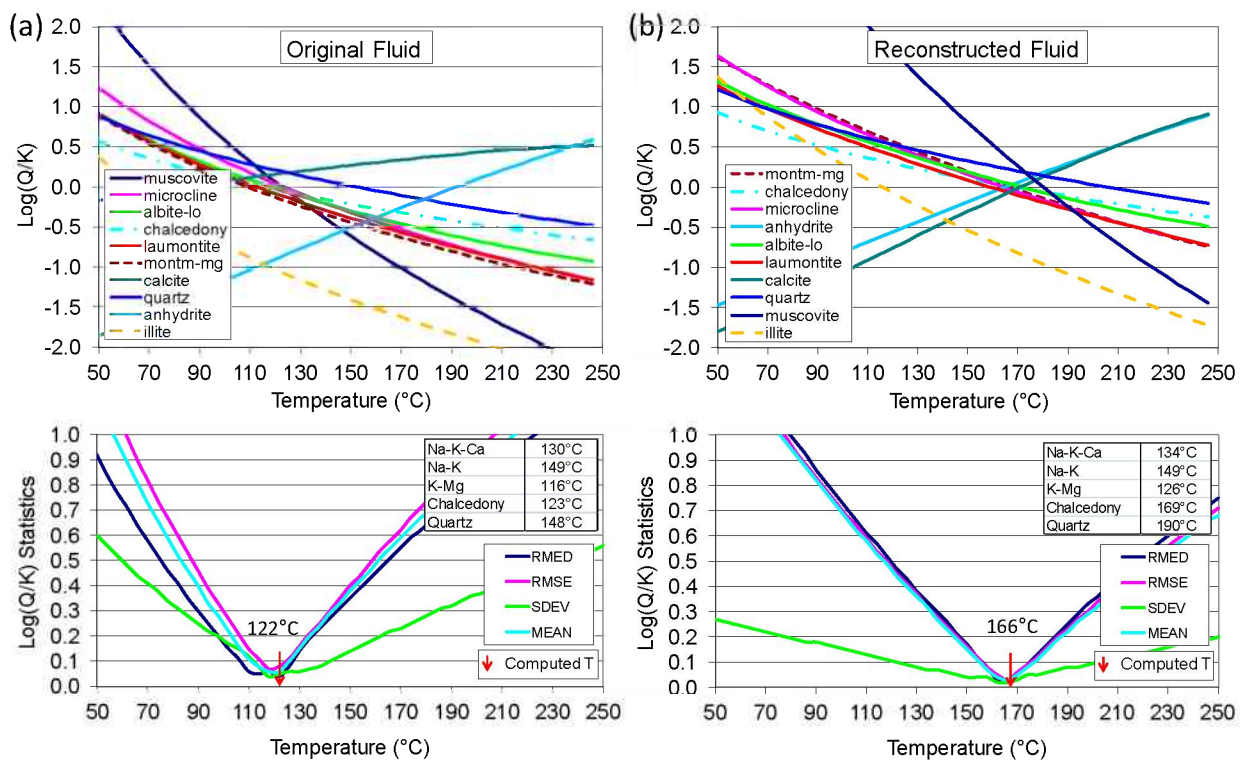 (a)
Original Fluid
Log(Q/K)
2.0
1.5
1.0
0.5
0.0
-0.5
-1.0
-1.5
-2.0
muscovite
microcline
albite-lo
chalcedony
laumontite
montm-mg
calcite
quartz
anhydrite
illite
50 70 90 110 130 150 170 190 210 230 250
Temperature (°C)
(b)
Reconstructed Fluid
Log(Q/K)
2.0
1.5
1.0
0.5
0.0
-0.5
-1.0
-1.5
-2.0
montm-mg
chalcedony
microcline
anhydrite
albite-lo
laumontite
calcite
quartz
muscovite
illite
50 70 90 110 130 150 170 190 210 230 250
Temperature (°C)
Log(Q/K) Statistics
1.0
0.9
0.8
0.7
0.6
0.5
0.4
0.3
0.2
0.1
0.0
Na-K-Ca 130°C
Na-K 149°C
K-Mg 116°C
Chalcedony 123°C
Quartz 148°C
RMED
RMSE
SDEV
MEAN
122°C
Computed T
50 70 90 110 130 150 170 190 210 230 250
Temperature (°C)
Log(Q/K) Statistics
1.0
0.9
0.8
0.7
0.6
0.5
0.4
0.3
0.2
0.1
0.0
Na-K-Ca 134°C
Na-K 149°C
K-Mg 126°C
Chalcedony 169°C
Quartz 190°C
RMED
RMSE
SDEV
MEAN
166°C
Computed T
50 70 90 110 130 150 170 190 210 230 250
Temperature (°C)